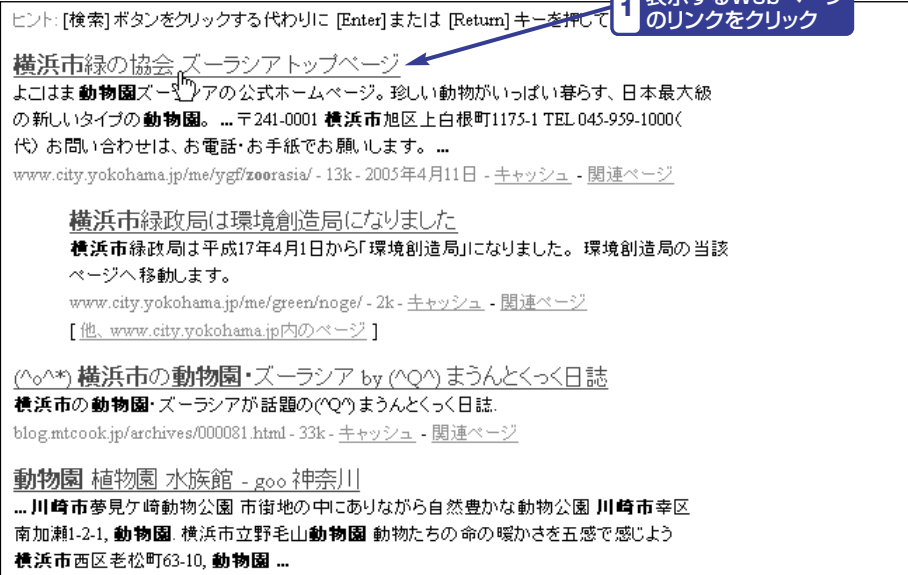 ヒント: [検索] ボタンをクリックする代わりに [Enter] または [Return] キーを押して
1 表示するWeb ページ
のリンクをクリック
横浜市緑の協会 ズーラシアトップページ
よこはま動物園ズーラシアの公式ホームページ。珍しい動物がいっぱい暮らす、日本最大級
の新しいタイプの動物園。 ... 〒241-0001 横浜市旭区上白根町1175-1 TEL 045-959-1000(
代) お問い合わせは、お電話・お手紙でお願いします。 ...
www.city.yokohama.jp/me/ygf/zoorasia/ - 13k - 2005年4月11日 - キャッシュ - 関連ページ
横浜市緑政局は環境創造局になりました
横浜市緑政局は平成17年4月1日から「環境創造局」になりました。環境創造局の当該
ページへ移動します。
www.city.yokohama.jp/me/green/noge/ - 2k - キャッシュ - 関連ページ
[ 他、www.city.yokohama.jp内のページ ]
(^o^*) 横浜市の動物園・ズーラシア by (^Q^) まうんとくっく日誌
横浜市の動物園・ズーラシアが話題の(^Q^)まうんとくっく日誌.
blog.mtcook.jp/archives/000081.html - 33k - キャッシュ - 関連ページ
動物園 植物園 水族館 - goo 神奈川
... 川崎市夢見ケ崎動物公園 市街地の中にありながら自然豊かな動物公園 川崎市幸区
南加瀬1-2-1, 動物園. 横浜市立野毛山動物園 動物たちの命の暖かさを五感で感じよう
横浜市西区老松町63-10, 動物園 ...